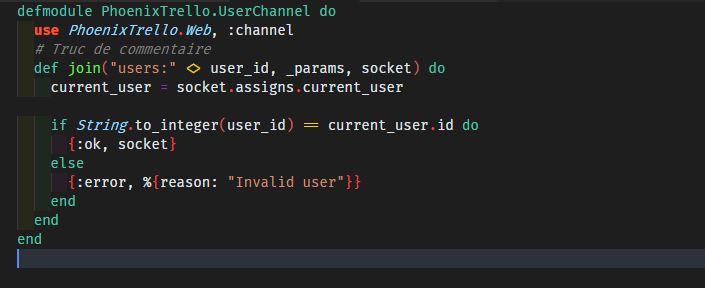 defmodule PhoenixTrello.UserChannel do
  use PhoenixTrello.Web, :channel
  # Truc de commentaire
  def join("users:" <> user_id, _params, socket) do
    current_user = socket.assigns.current_user

    if String.to_integer(user_id) == current_user.id do
      {:ok, socket}
    else
      {:error, %{reason: "Invalid user"}}
    end
  end
end